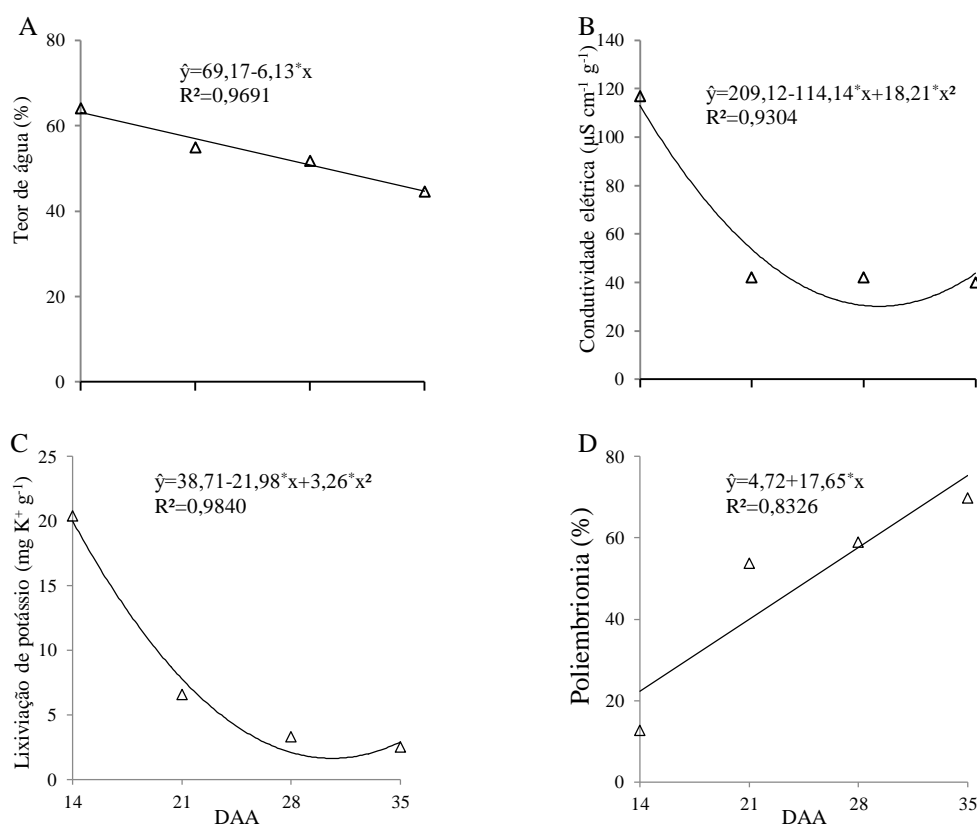 A
Teor de água (%)
80
60
40
20
0
ŷ=69,17-6,13*x
R²=0,9691
B
Condutividade elétrica (µS cm⁻¹ g⁻¹)
140
120
100
80
60
40
20
0
ŷ=209,12-114,14*x+18,21*x²
R²=0,9304
C
Lixiviação de potássio (mg K⁺ g⁻¹)
25
20
15
10
5
0
ŷ=38,71-21,98*x+3,26*x²
R²=0,9840
14 21 28 35
DAA
D
Poliembrionia (%)
80
60
40
20
0
ŷ=4,72+17,65*x
R²=0,8326
14 21 28 35
DAA